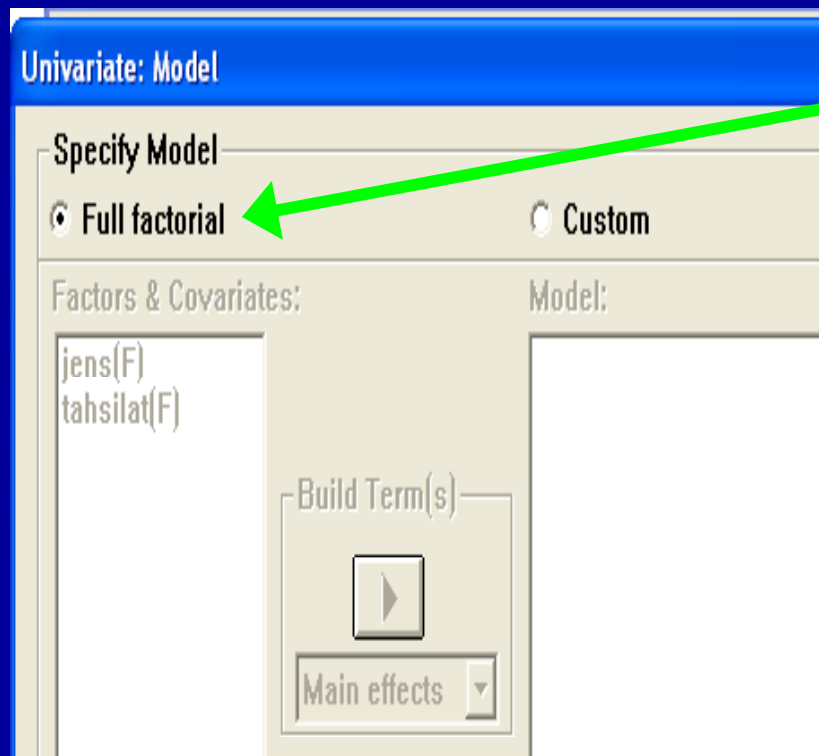 Univariate: Model
Specify Model
Full factorial
Custom
Factors & Covariates:
Model:
jens(F)
tahsilat(F)
Build Term(s)
Main effects